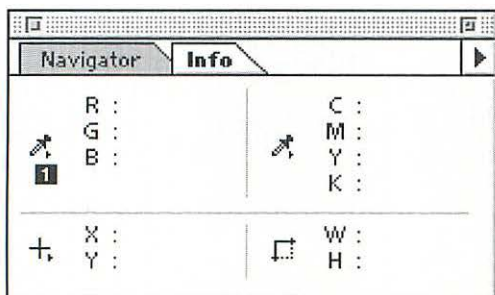 Navigator Info
R :
G :
B :
1
C :
M :
Y :
K :
X :
Y :
W :
H :